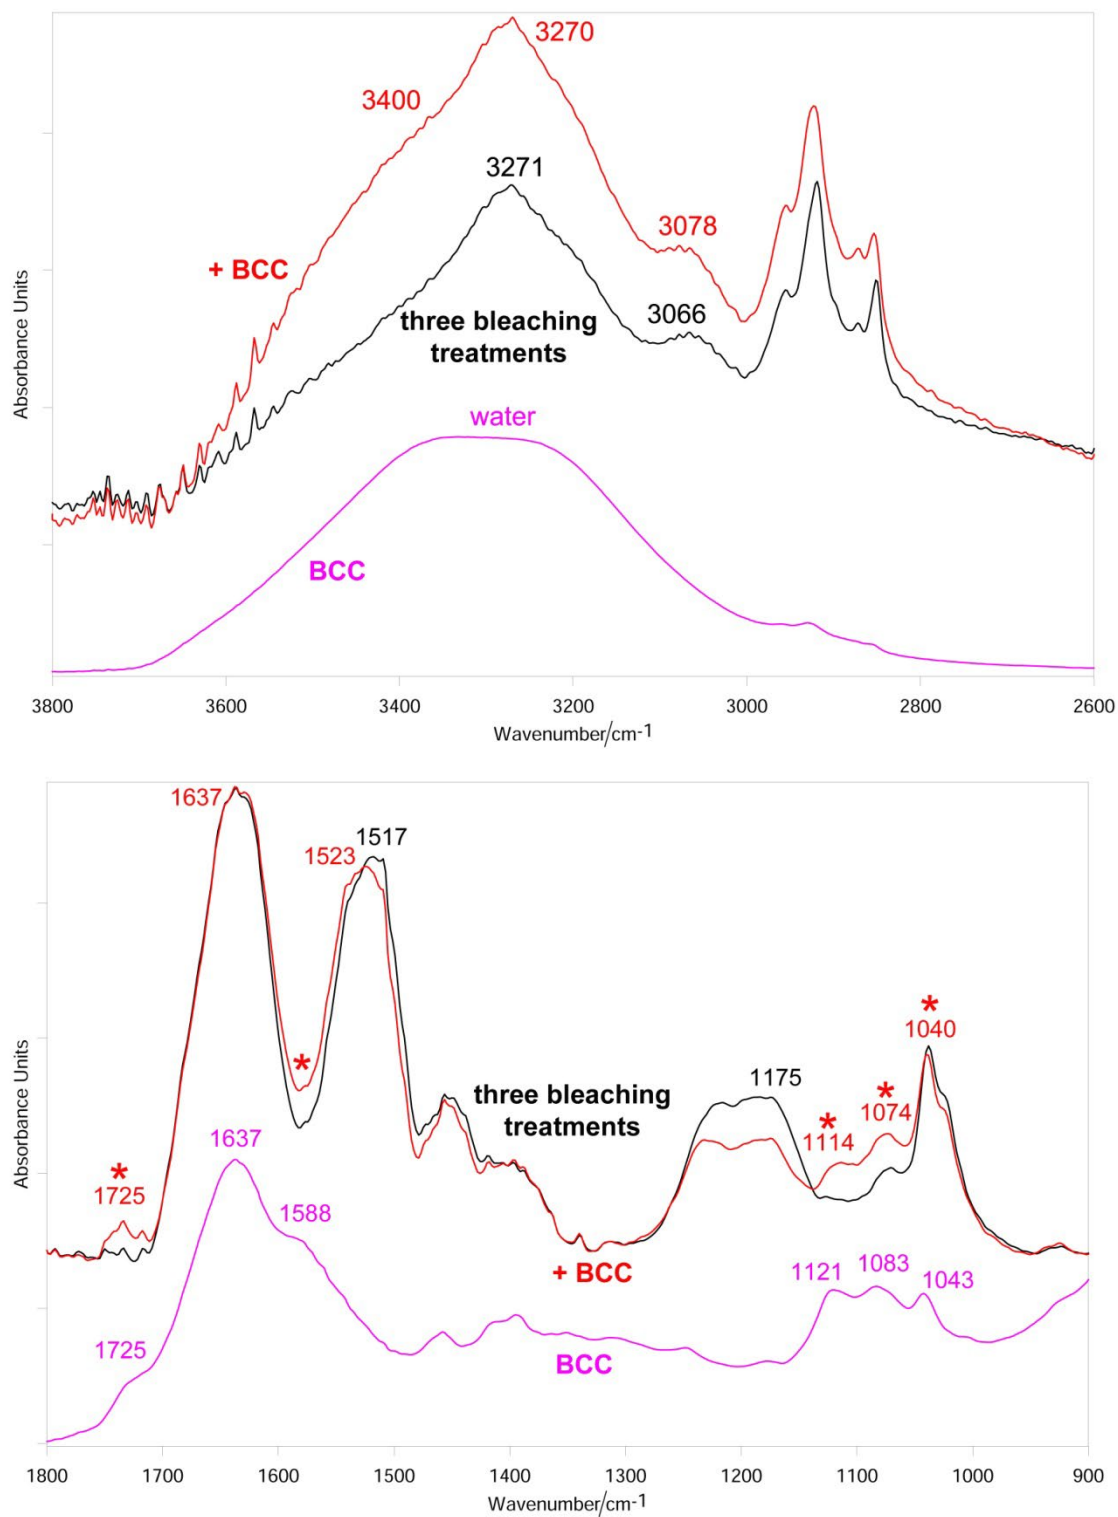 3270
3400
3271
3078
+ BCC
three bleaching
treatments
3066
water
BCC
Absorbance Units
3800 3600 3400 3200 3000 2800 2600
Wavenumber/cm-1
1637
1517
1523
*
1040
*
three bleaching
treatments
1175
*
1074
*
1114
1637
*
1725
1588
+ BCC
1121
1083
1043
1725
BCC
Absorbance Units
1800 1700 1600 1500 1400 1300 1200 1100 1000 900
Wavenumber/cm-1